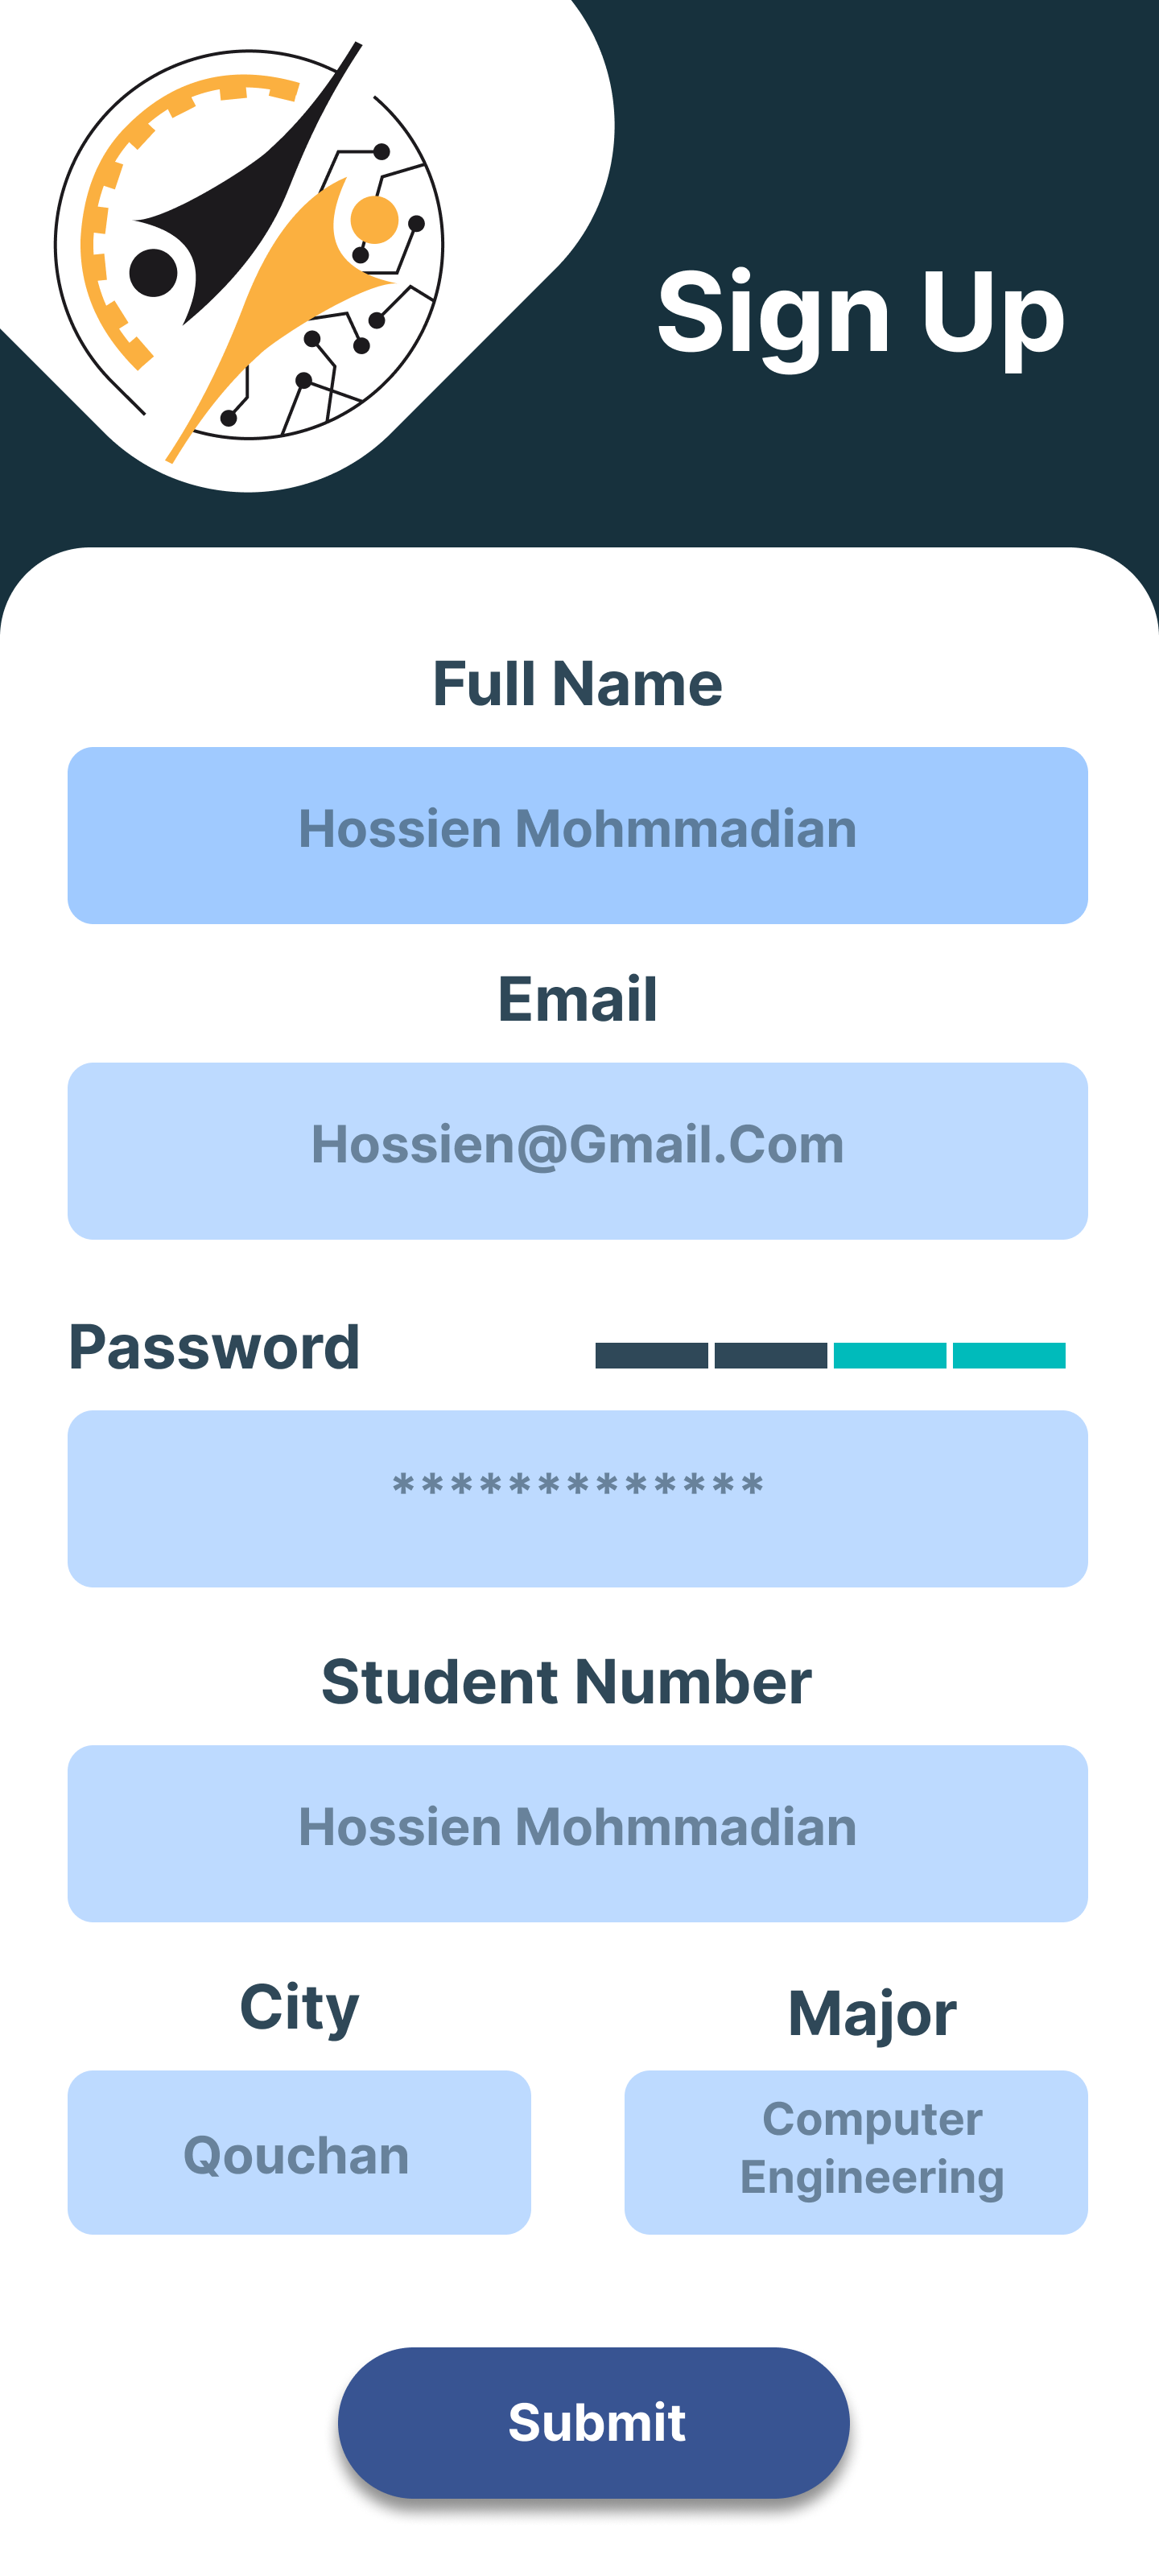 Sign Up
Full Name
Hossien Mohmmadian
Email
Hossien@Gmail.Com
Password
*************
Student Number
Hossien Mohmmadian
City
Major
Qouchan
Computer
Engineering
Submit